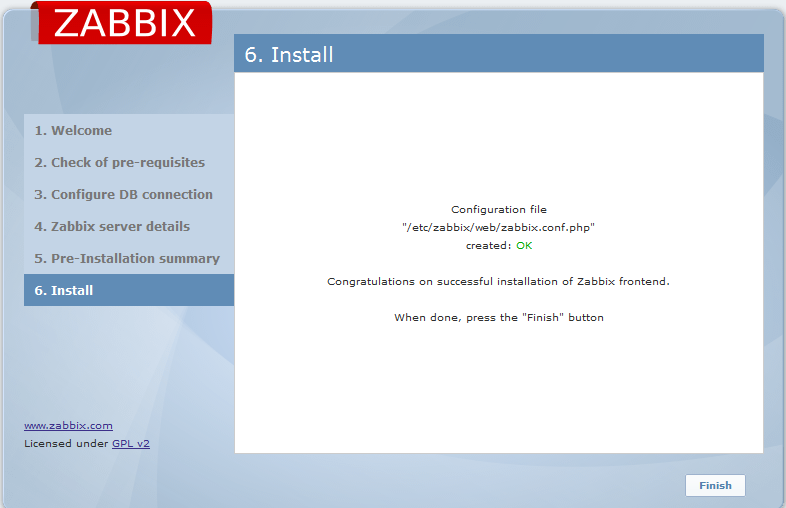 ZABBIX
6. Install
1. Welcome
2. Check of pre-requisites
3. Configure DB connection
4. Zabbix server details
5. Pre-Installation summary
6. Install
Configuration file
"/etc/zabbix/web/zabbix.conf.php"
created: OK
Congratulations on successful installation of Zabbix frontend.
When done, press the "Finish" button
www.zabbix.com
Licensed under GPL v2
Finish